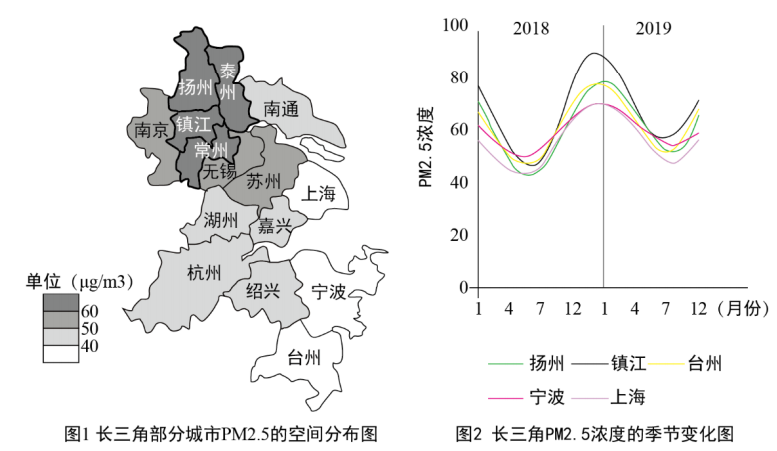 扬州
泰州
南通
南京
镇江
常州
无锡
苏州
上海
湖州
嘉兴
杭州
绍兴
宁波
台州
单位（μg/m3）
60
50
40
图1 长三角部分城市PM2.5的空间分布图
2018 2019
PM2.5浓度
100
80
60
40
20
0
1 4 7 12 1 4 7 12 (月份)
扬州 镇江 台州
宁波 上海
图2 长三角PM2.5浓度的季节变化图